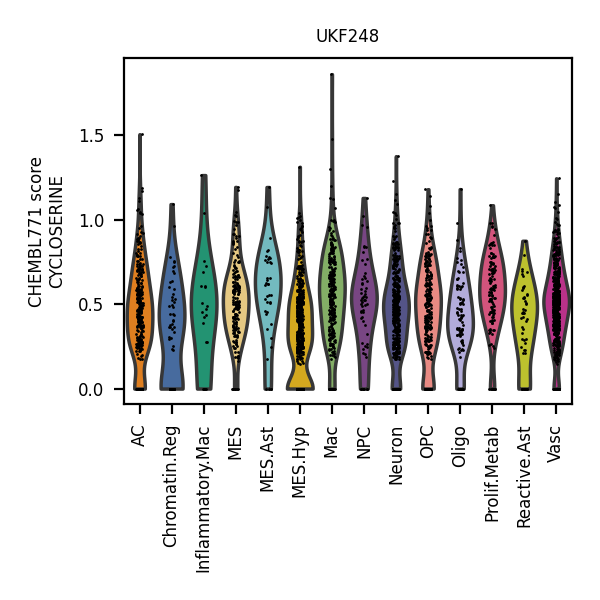 UKF248
CHEMBL771 score
CYCLOSERINE
1.5
1.0
0.5
0.0
AC
Chromatin.Reg
Inflammatory.Mac
MES
MES.Ast
MES.Hyp
Mac
NPC
Neuron
OPC
Oligo
Prolif.Metab
Reactive.Ast
Vasc